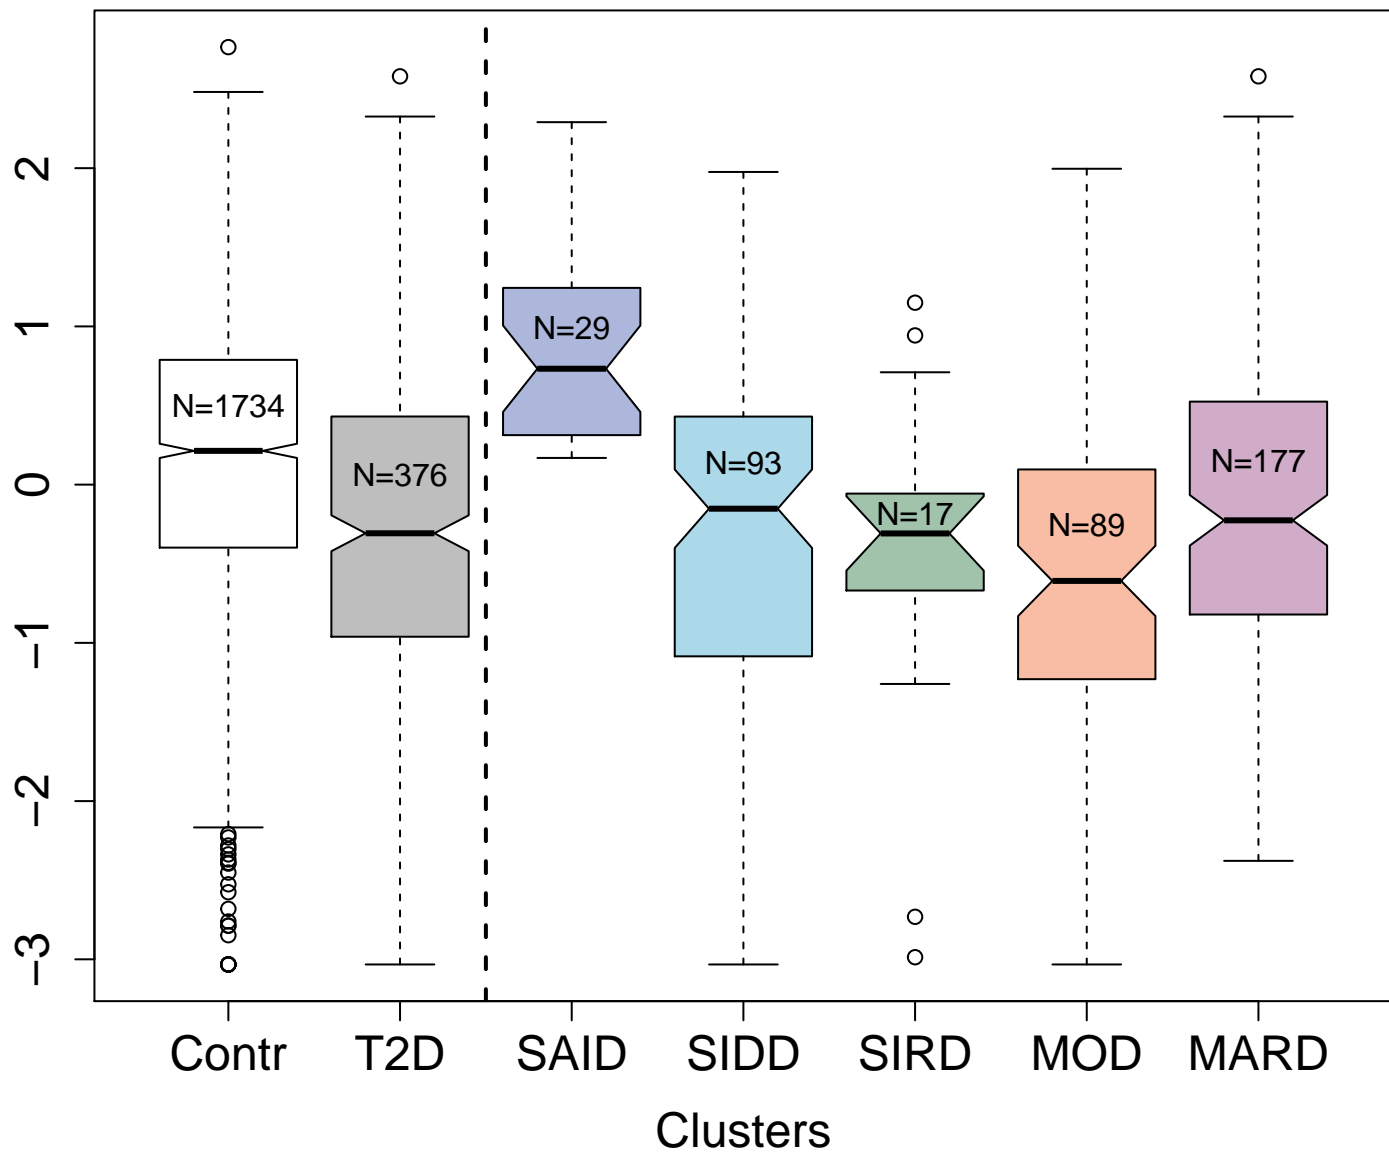 2
1
0
−1
−2
−3
N=1734
N=376
N=29
N=93
N=17
N=89
N=177
Contr T2D SAID SIDD SIRD MOD MARD
Clusters